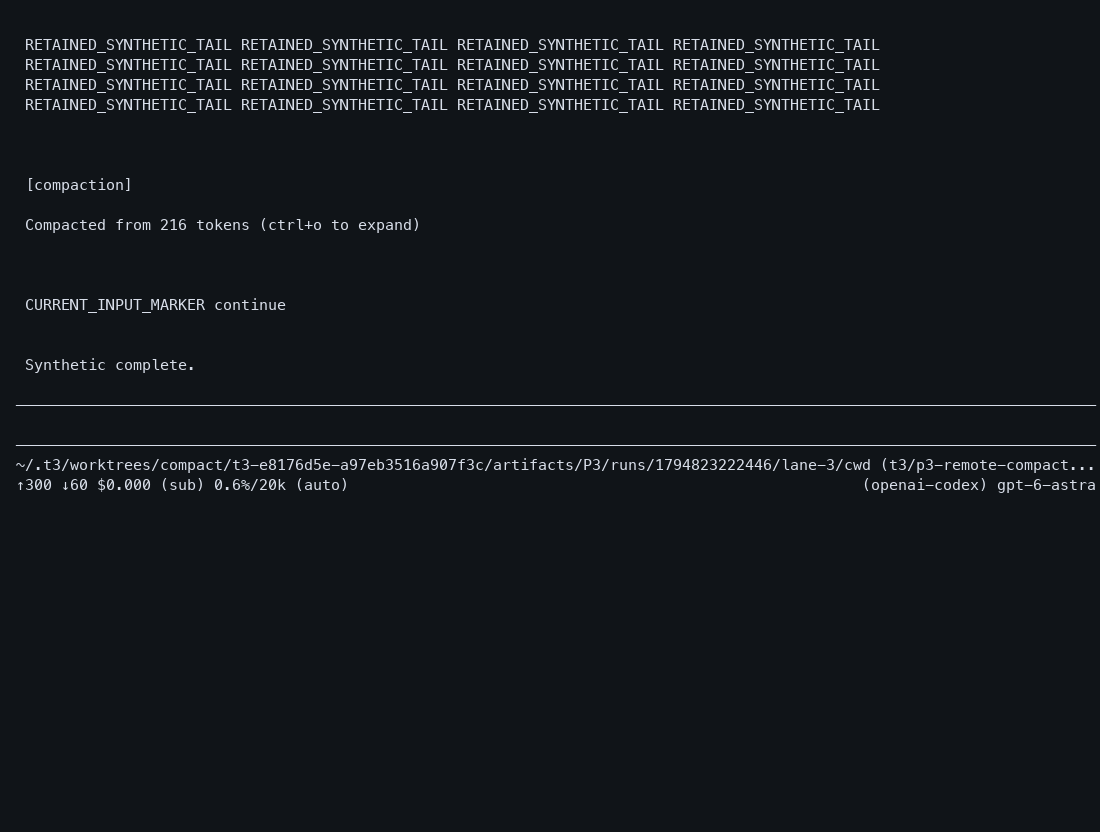 RETAINED_SYNTHETIC_TAIL RETAINED_SYNTHETIC_TAIL RETAINED_SYNTHETIC_TAIL RETAINED_SYNTHETIC_TAIL
RETAINED_SYNTHETIC_TAIL RETAINED_SYNTHETIC_TAIL RETAINED_SYNTHETIC_TAIL RETAINED_SYNTHETIC_TAIL
RETAINED_SYNTHETIC_TAIL RETAINED_SYNTHETIC_TAIL RETAINED_SYNTHETIC_TAIL RETAINED_SYNTHETIC_TAIL
RETAINED_SYNTHETIC_TAIL RETAINED_SYNTHETIC_TAIL RETAINED_SYNTHETIC_TAIL RETAINED_SYNTHETIC_TAIL
[compaction]
Compacted from 216 tokens (ctrl+o to expand)
CURRENT_INPUT_MARKER continue
Synthetic complete.
~/.t3/worktrees/compact/t3-e8176d5e-a97eb3516a907f3c/artifacts/P3/runs/1794823222446/lane-3/cwd (t3/p3-remote-compact...
↑300 ↓60 $0.000 (sub) 0.6%/20k (auto) (openai-codex) gpt-6-astra